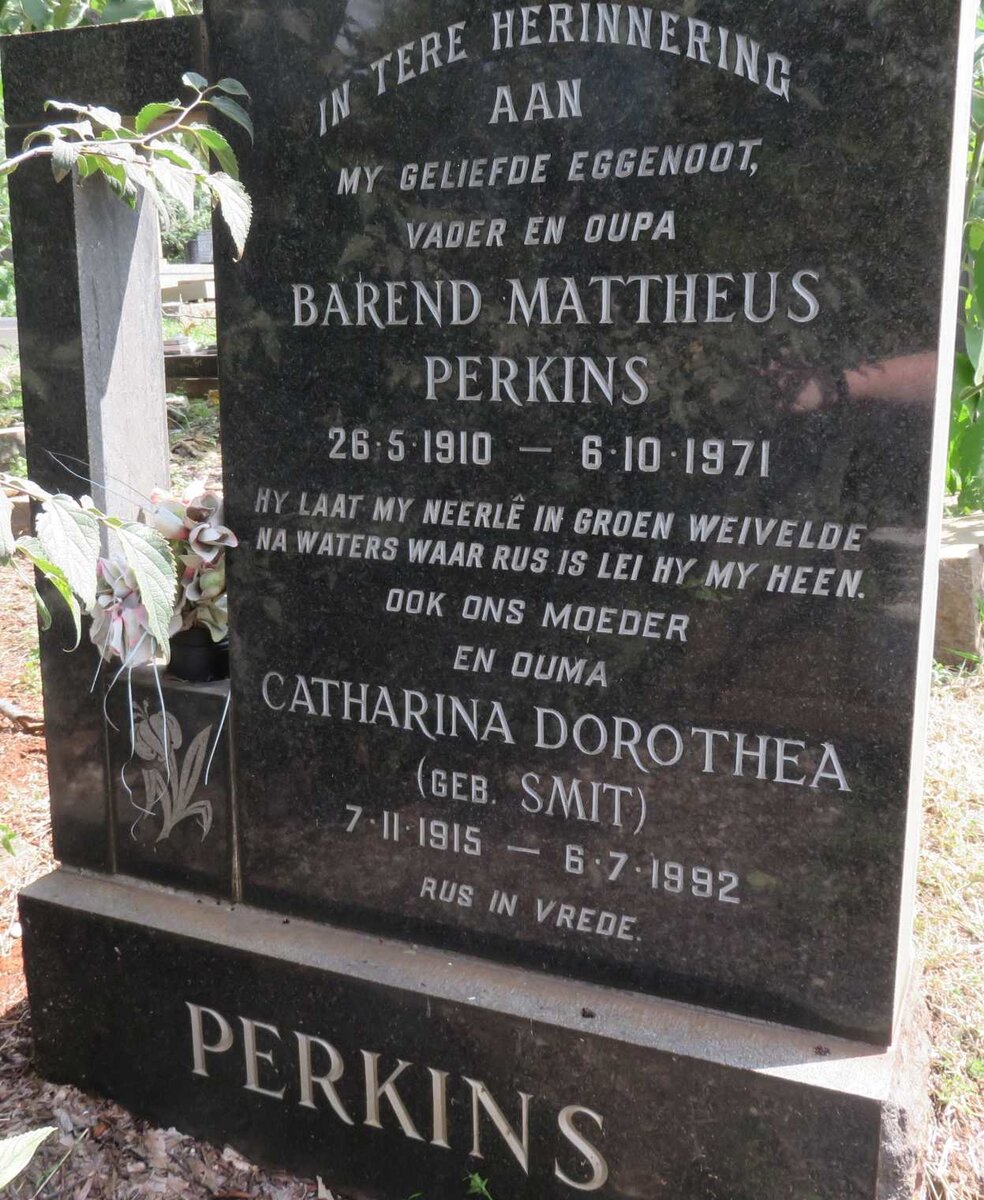 IN TERE HERINNERING
AAN
MY GELIEFDE EGGENOOT,
VADER EN OUPA
BAREND MATTHEUS
PERKINS
26·5·1910 — 6·10·1971
HY LAAT MY NEERLÊ IN GROEN WEIVELDE
NA WATERS WAAR RUS IS LEI HY MY HEEN.
OOK ONS MOEDER
EN OUMA
CATHARINA DOROTHEA
(GEB. SMIT)
7·11·1915 — 6·7·1992
RUS IN VREDE.
PERKINS